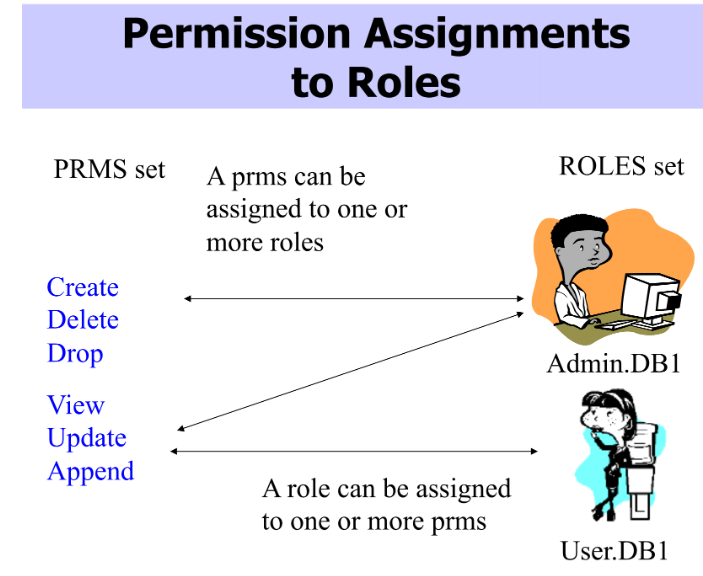 Permission Assignments
to Roles
PRMS set
A prms can be
assigned to one or
more roles
ROLES set
Create
Delete
Drop
Admin.DB1
View
Update
Append
A role can be assigned
to one or more prms
User.DB1